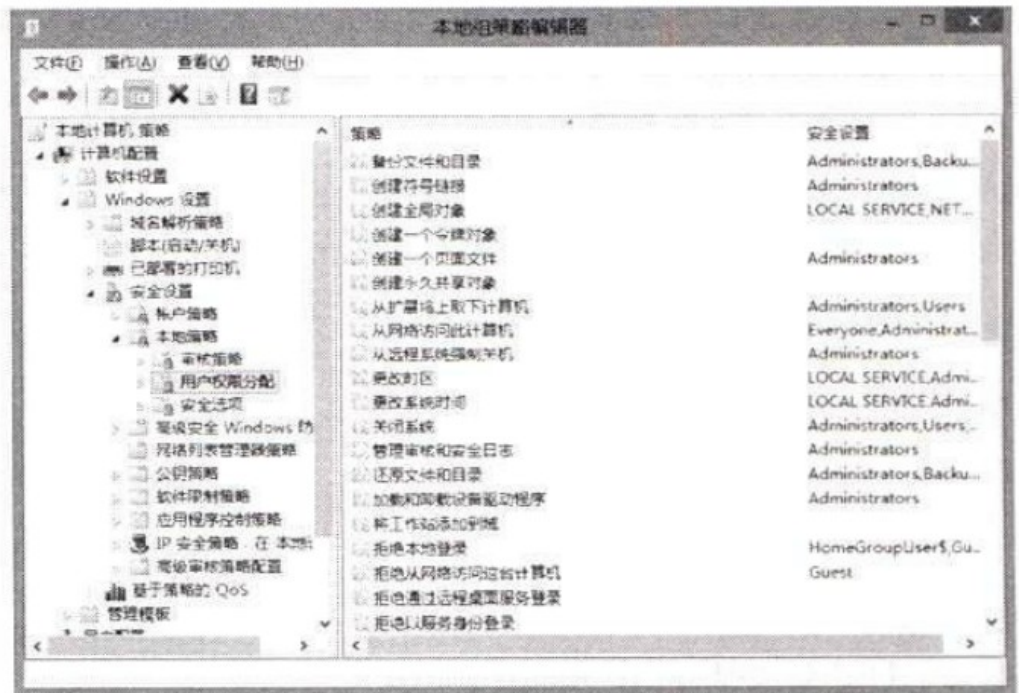 本地组策略编辑器
文件(F) 操作(A) 查看(V) 帮助(H)
本地计算机 策略
计算机配置
软件设置
Windows 设置
域名解析策略
脚本(启动/关机)
已部署的打印机
安全设置
帐户策略
本地策略
审核策略
用户权限分配
安全选项
高级安全 Windows 防
网络列表管理器策略
公钥策略
软件限制策略
应用程序控制策略
IP 安全策略，在 本地
高级审核策略配置
基于策略的 QoS
管理模板
策略 安全设置
备份文件和目录 Administrators,Backu...
创建符号链接 Administrators
创建全局对象 LOCAL SERVICE,NET...
创建一个令牌对象
创建一个页面文件 Administrators
创建永久共享对象
从扩展坞上取下计算机 Administrators,Users
从网络访问此计算机 Everyone,Administrat...
从远程系统强制关机 Administrators
更改时区 LOCAL SERVICE,Admi...
更改系统时间 LOCAL SERVICE,Admi...
关闭系统 Administrators,Users,...
管理审核和安全日志 Administrators
还原文件和目录 Administrators,Backu...
加载和卸载设备驱动程序 Administrators
将工作站添加到域
拒绝本地登录 HomeGroupUser$,Gu...
拒绝从网络访问这台计算机 Guest
拒绝通过远程桌面服务登录
拒绝以服务身份登录